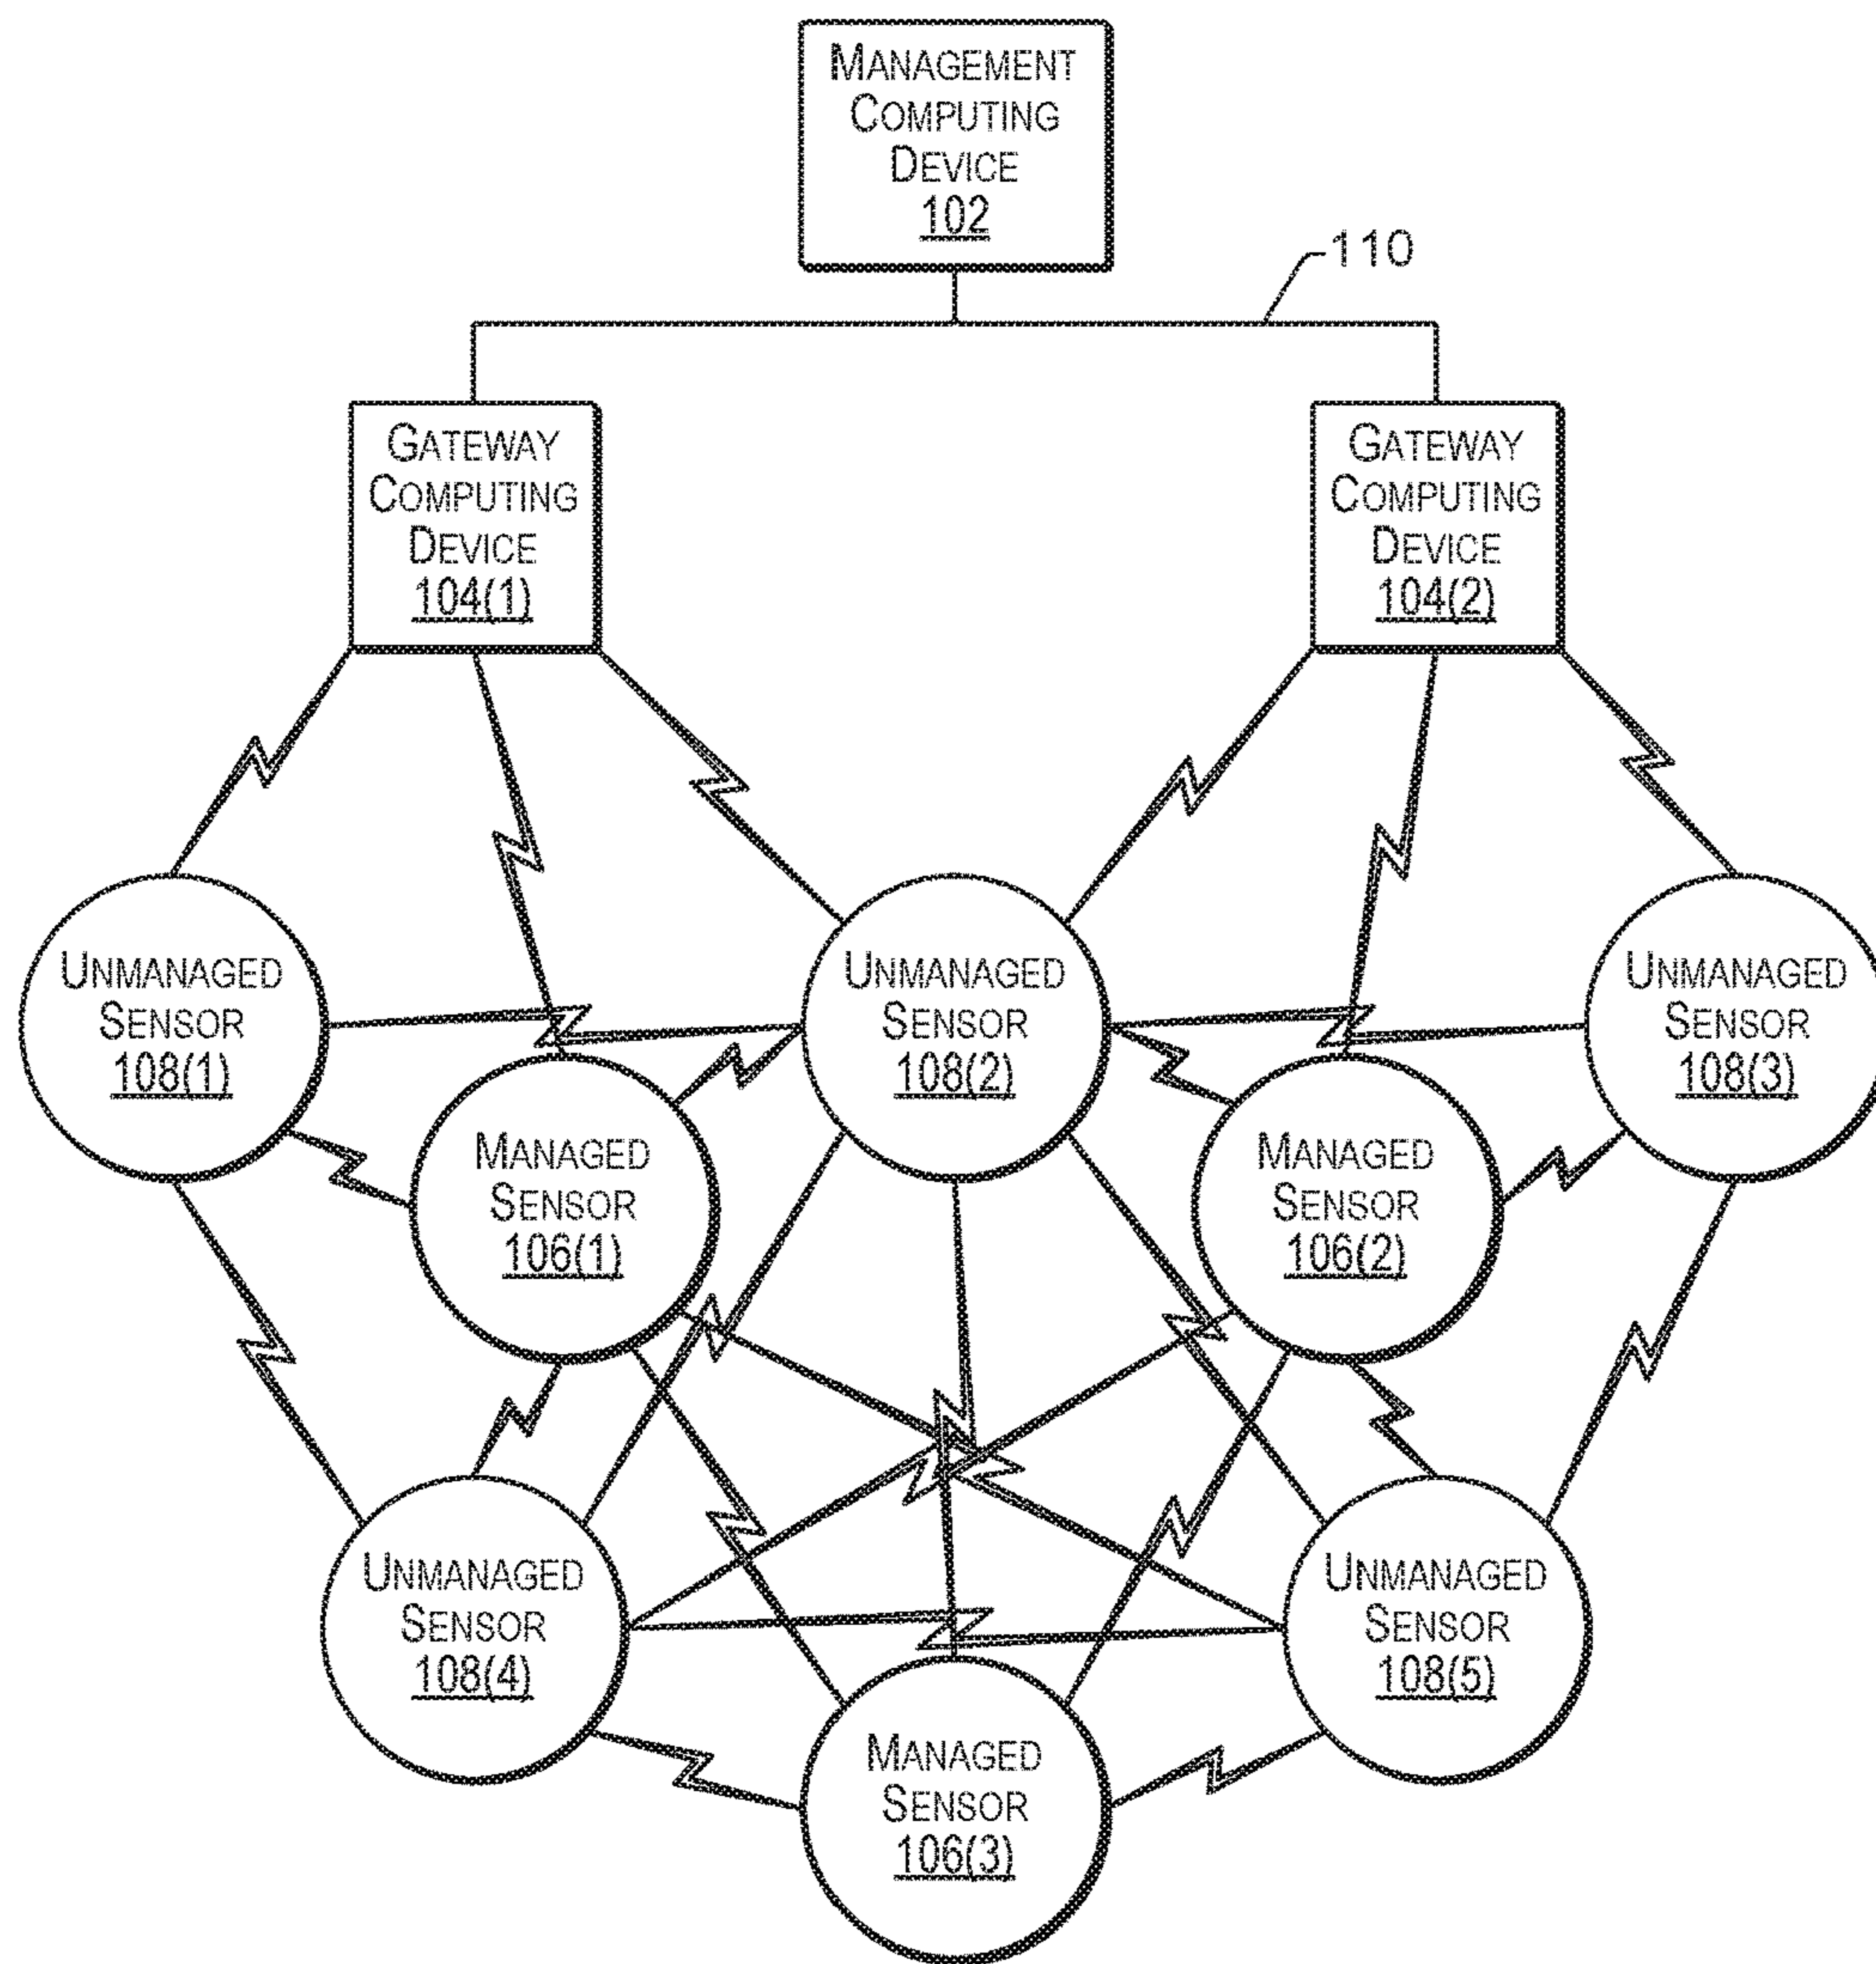 MANAGEMENT
COMPUTING
DEVICE
102
110
GATEWAY
COMPUTING
DEVICE
104(1)
GATEWAY
COMPUTING
DEVICE
104(2)
UNMANAGED
SENSOR
108(1)
UNMANAGED
SENSOR
108(2)
UNMANAGED
SENSOR
108(3)
MANAGED
SENSOR
106(1)
MANAGED
SENSOR
106(2)
UNMANAGED
SENSOR
108(4)
UNMANAGED
SENSOR
108(5)
MANAGED
SENSOR
106(3)